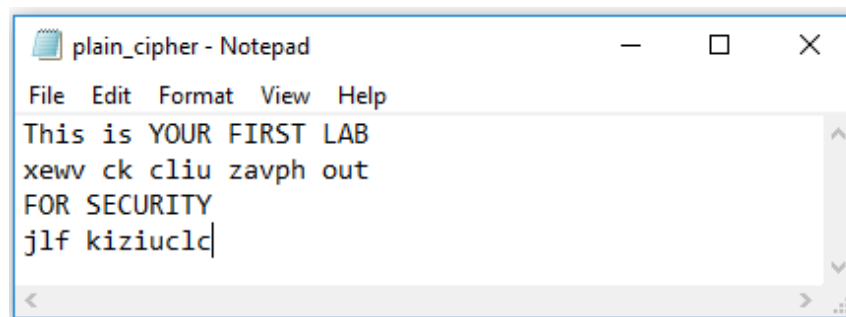 plain_cipher - Notepad
File Edit Format View Help
This is YOUR FIRST LAB
xewv ck cliu zavph out
FOR SECURITY
jlf kiziuclc